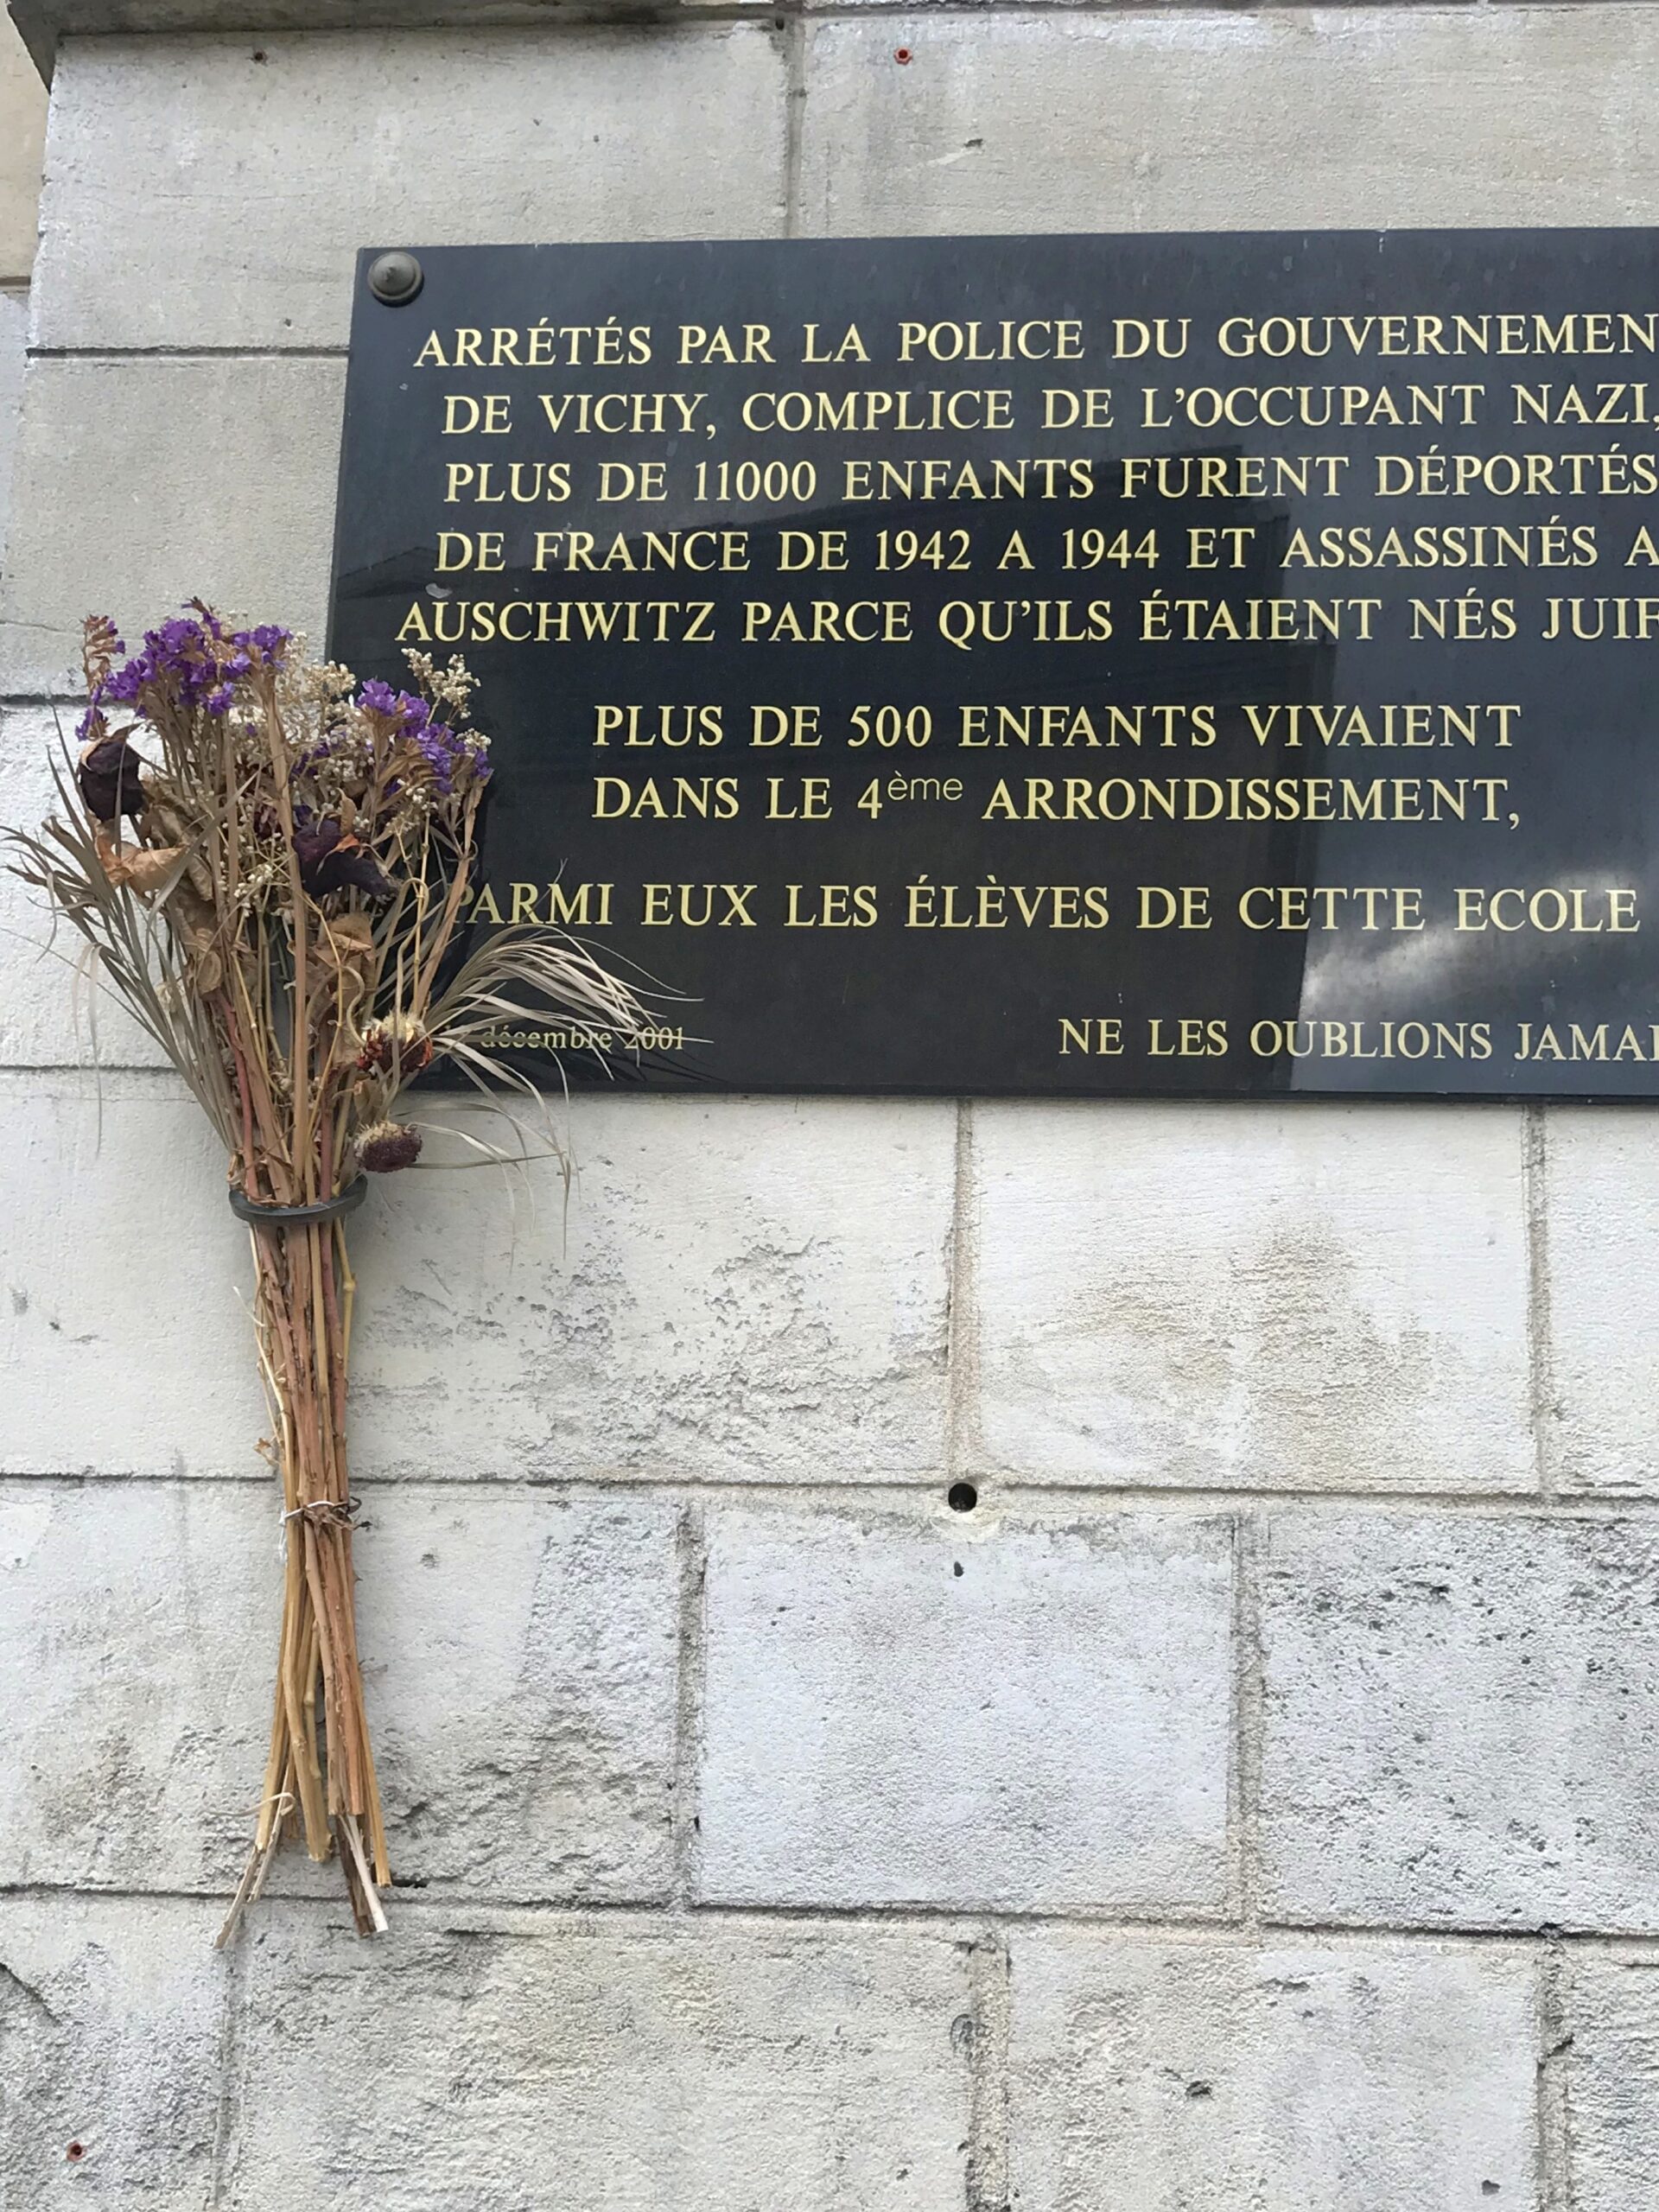 ARRÉTÉS PAR LA POLICE DU GOUVERNEMEN
DE VICHY, COMPLICE DE L'OCCUPANT NAZI,
PLUS DE 11000 ENFANTS FURENT DÉPORTÉS
DE FRANCE DE 1942 A 1944 ET ASSASSINÉS A
AUSCHWITZ PARCE QU'ILS ÉTAIENT NÉS JUIF
PLUS DE 500 ENFANTS VIVAIENT
DANS LE 4ème ARRONDISSEMENT,
PARMI EUX LES ÉLÈVES DE CETTE ECOLE
décembre 2001
NE LES OUBLIONS JAMAI